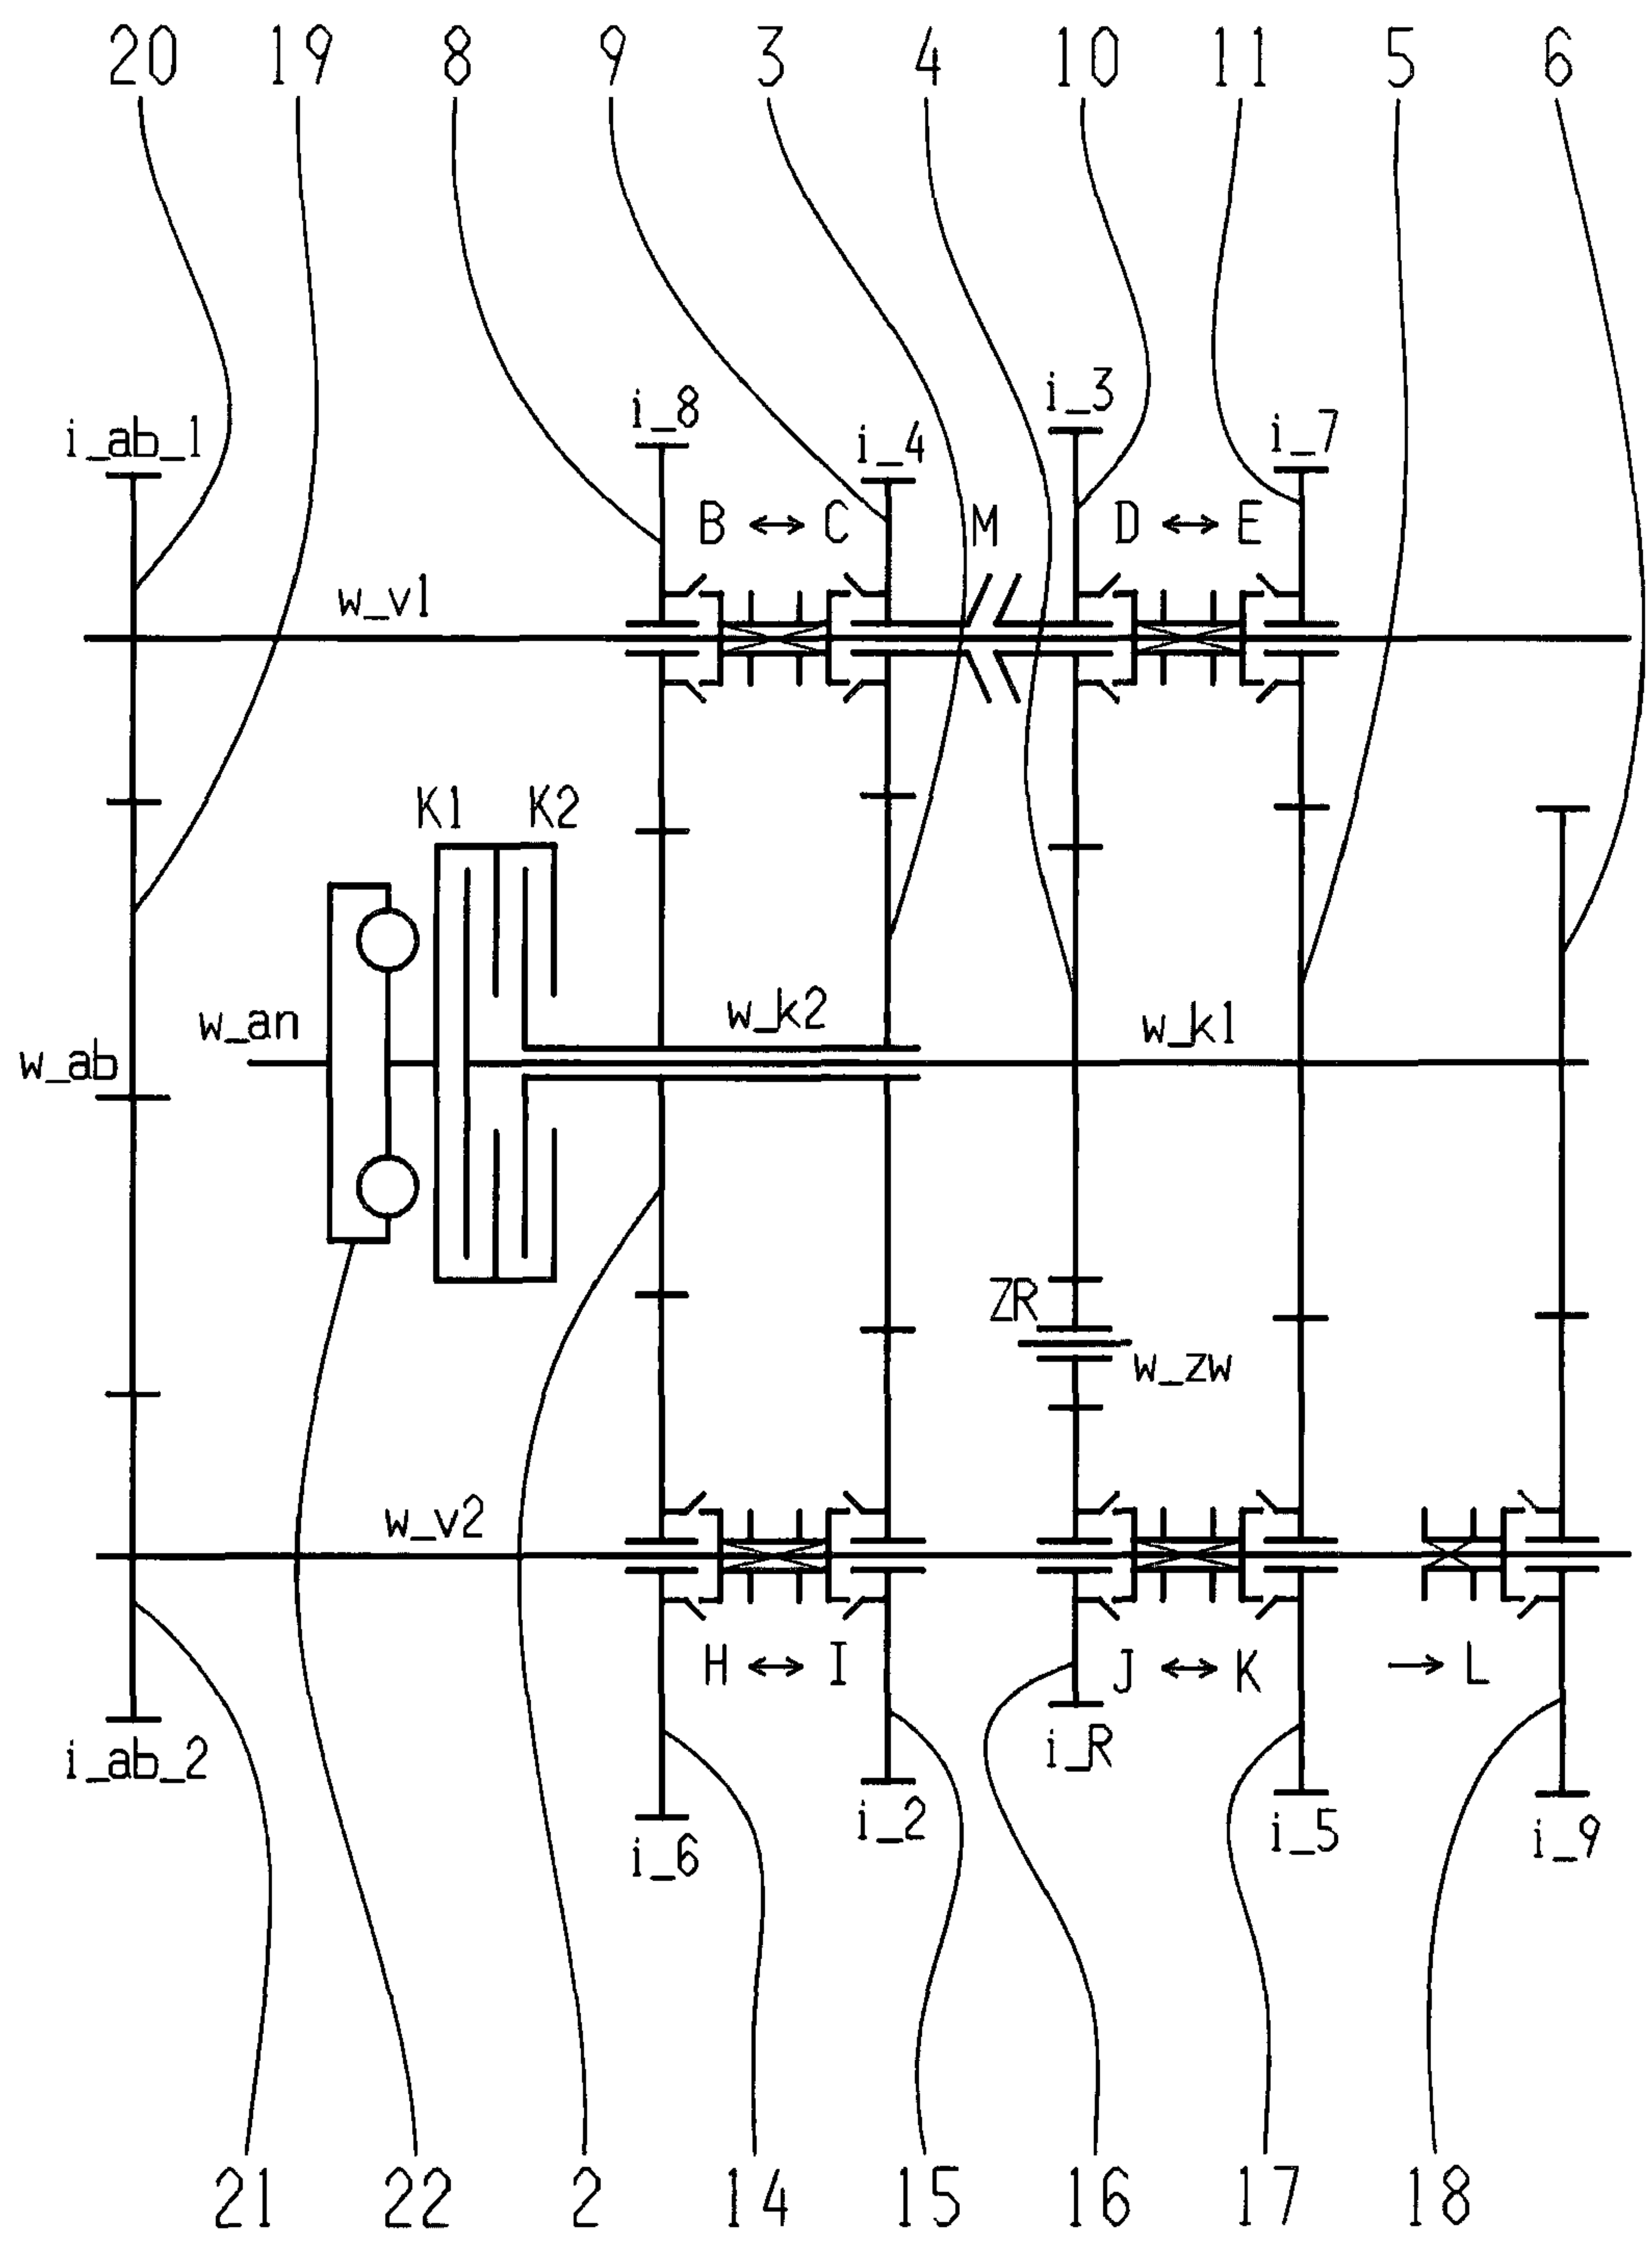 20 19 8 9 3 4 10 11 5 6
i_3
i_8
i_7
i_ab_1 i_4
B ↔ C M D ↔ E
w_v1
K1 K2
w_k2
w_an w_k1
w_ab
ZR
w_zw
w_v2
H ↔ I J ↔ K → L
i_R
i_ab_2
i_2
i_5 i_9
i_6
21 22 2 14 15 16 17 18